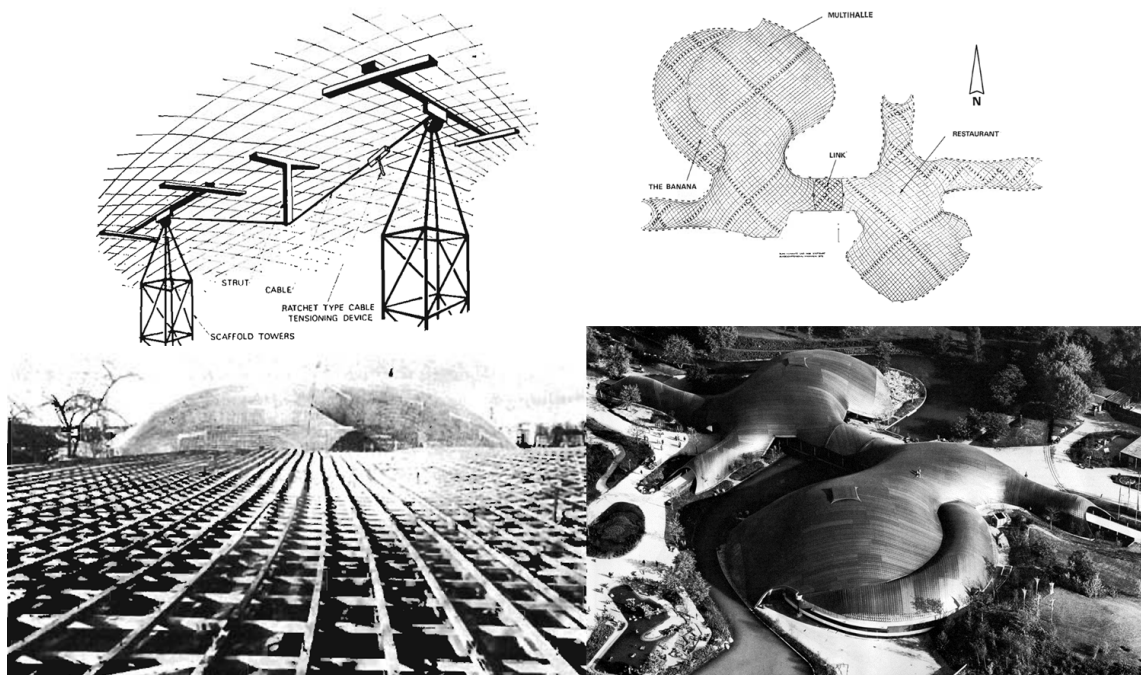 STRUT
CABLE
RATCHET TYPE CABLE
TENSIONING DEVICE
SCAFFOLD TOWERS
MULTIHALLE
N
RESTAURANT
LINK
THE BANANA